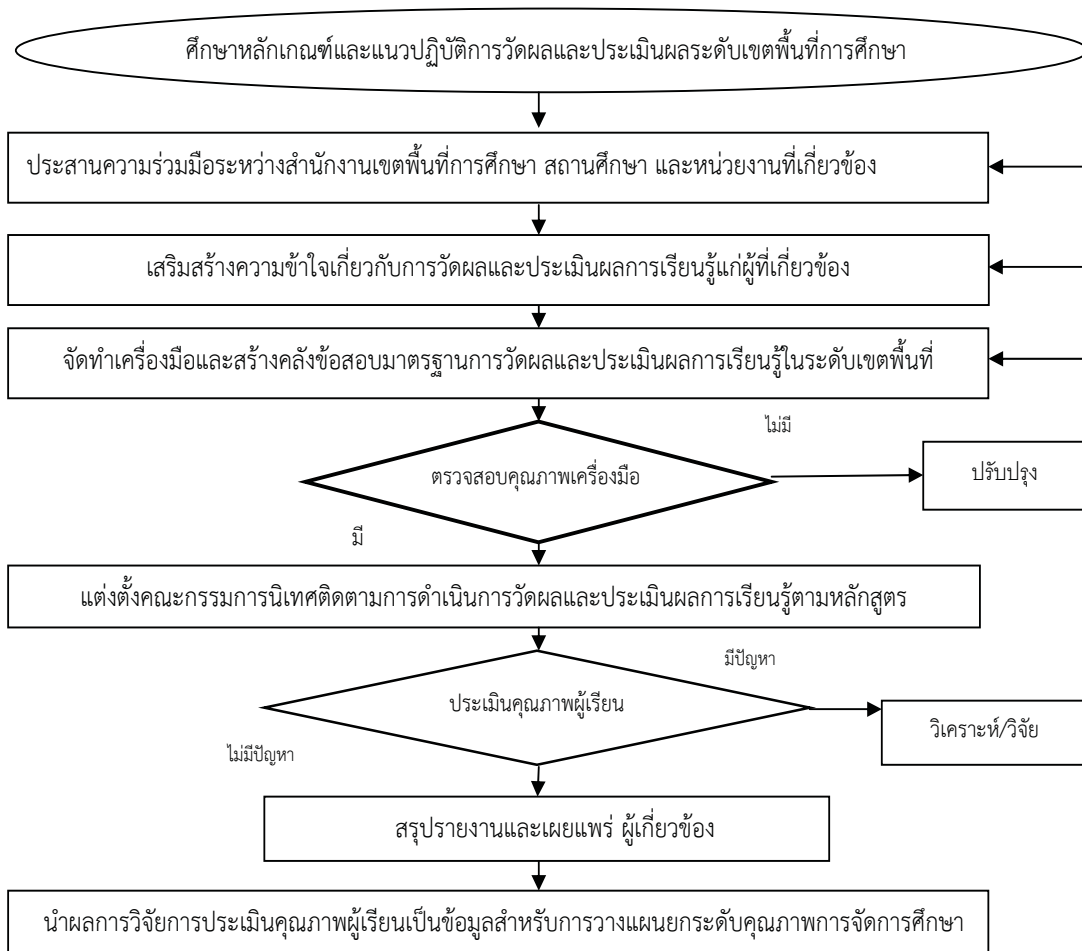 ศึกษาหลักเกณฑ์และแนวปฏิบัติการวัดผลและประเมินผลระดับเขตพื้นที่การศึกษา
ประสานความร่วมมือระหว่างสำนักงานเขตพื้นที่การศึกษา สถานศึกษา และหน่วยงานที่เกี่ยวข้อง
เสริมสร้างความข้าใจเกี่ยวกับการวัดผลและประเมินผลการเรียนรู้แก่ผู้ที่เกี่ยวข้อง
จัดทำเครื่องมือและสร้างคลังข้อสอบมาตรฐานการวัดผลและประเมินผลการเรียนรู้ในระดับเขตพื้นที่
ไม่มี
ตรวจสอบคุณภาพเครื่องมือ
ปรับปรุง
มี
แต่งตั้งคณะกรรมการนิเทศติดตามการดำเนินการวัดผลและประเมินผลการเรียนรู้ตามหลักสูตร
มีปัญหา
ประเมินคุณภาพผู้เรียน
วิเคราะห์/วิจัย
ไม่มีปัญหา
สรุปรายงานและเผยแพร่ ผู้เกี่ยวข้อง
นำผลการวิจัยการประเมินคุณภาพผู้เรียนเป็นข้อมูลสำหรับการวางแผนยกระดับคุณภาพการจัดการศึกษา